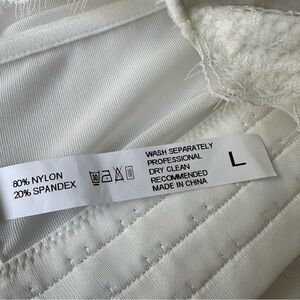 80% NYLON
20% SPANDEX
WASH SEPARATELY
PROFESSIONAL
DRY CLEAN
RECOMMENDED
MADE IN CHINA
L